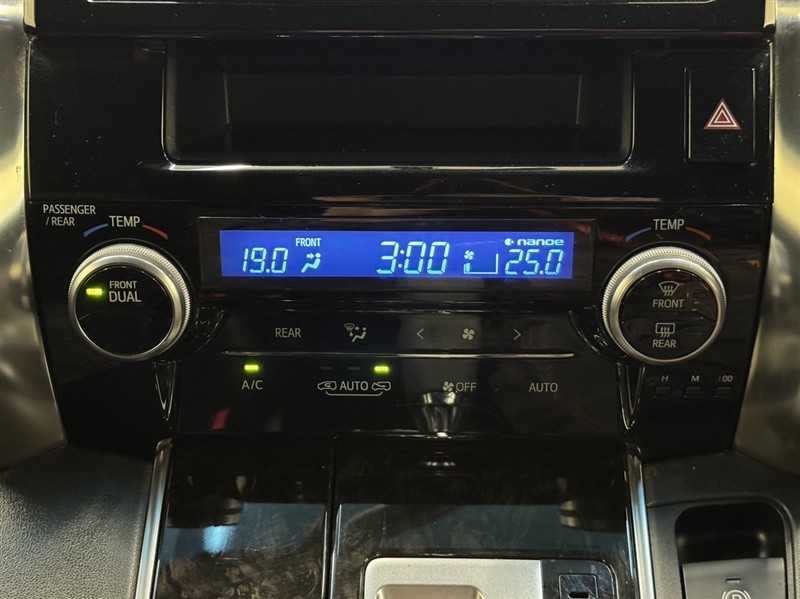 PASSENGER
/ REAR
TEMP
TEMP
FRONT
nanoe
19.0
3:00
25.0
FRONT
DUAL
FRONT
REAR
REAR
A/C
AUTO
OFF
AUTO
H
M
:00